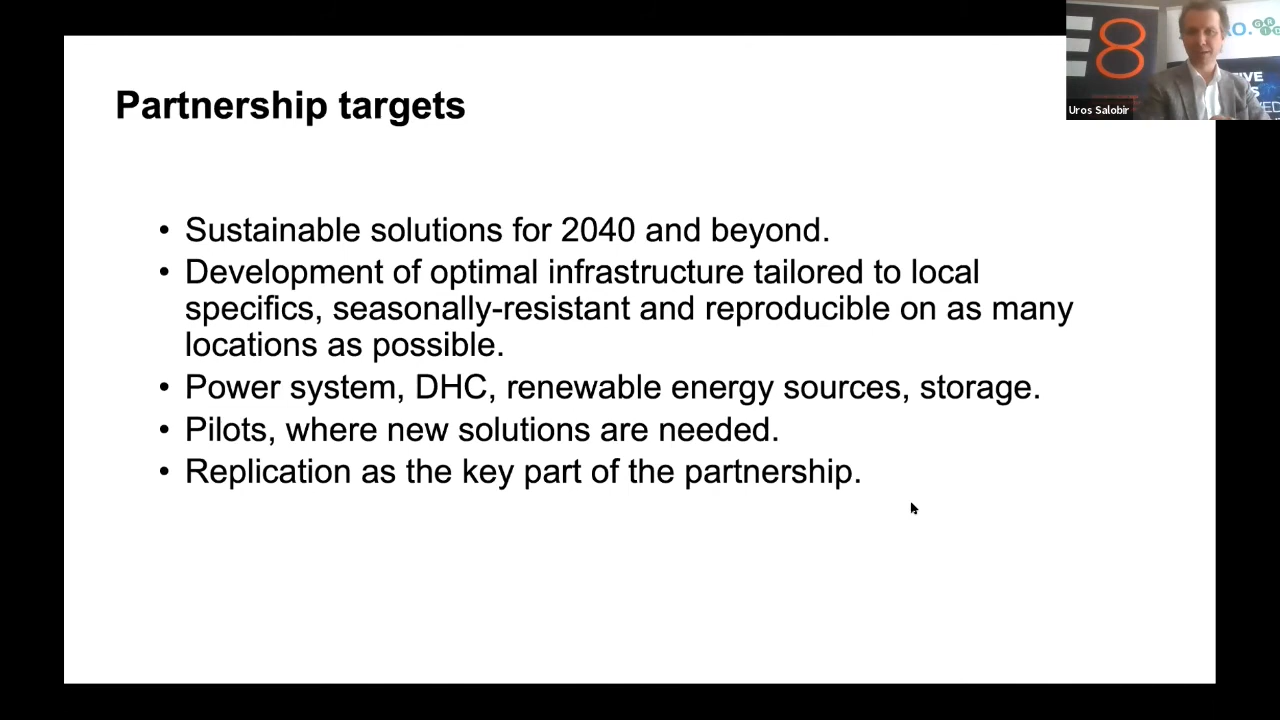 Partnership targets
• Sustainable solutions for 2040 and beyond.
• Development of optimal infrastructure tailored to local
specifics, seasonally-resistant and reproducible on as many
locations as possible.
• Power system, DHC, renewable energy sources, storage.
• Pilots, where new solutions are needed.
• Replication as the key part of the partnership.
E8
Uros Salobir